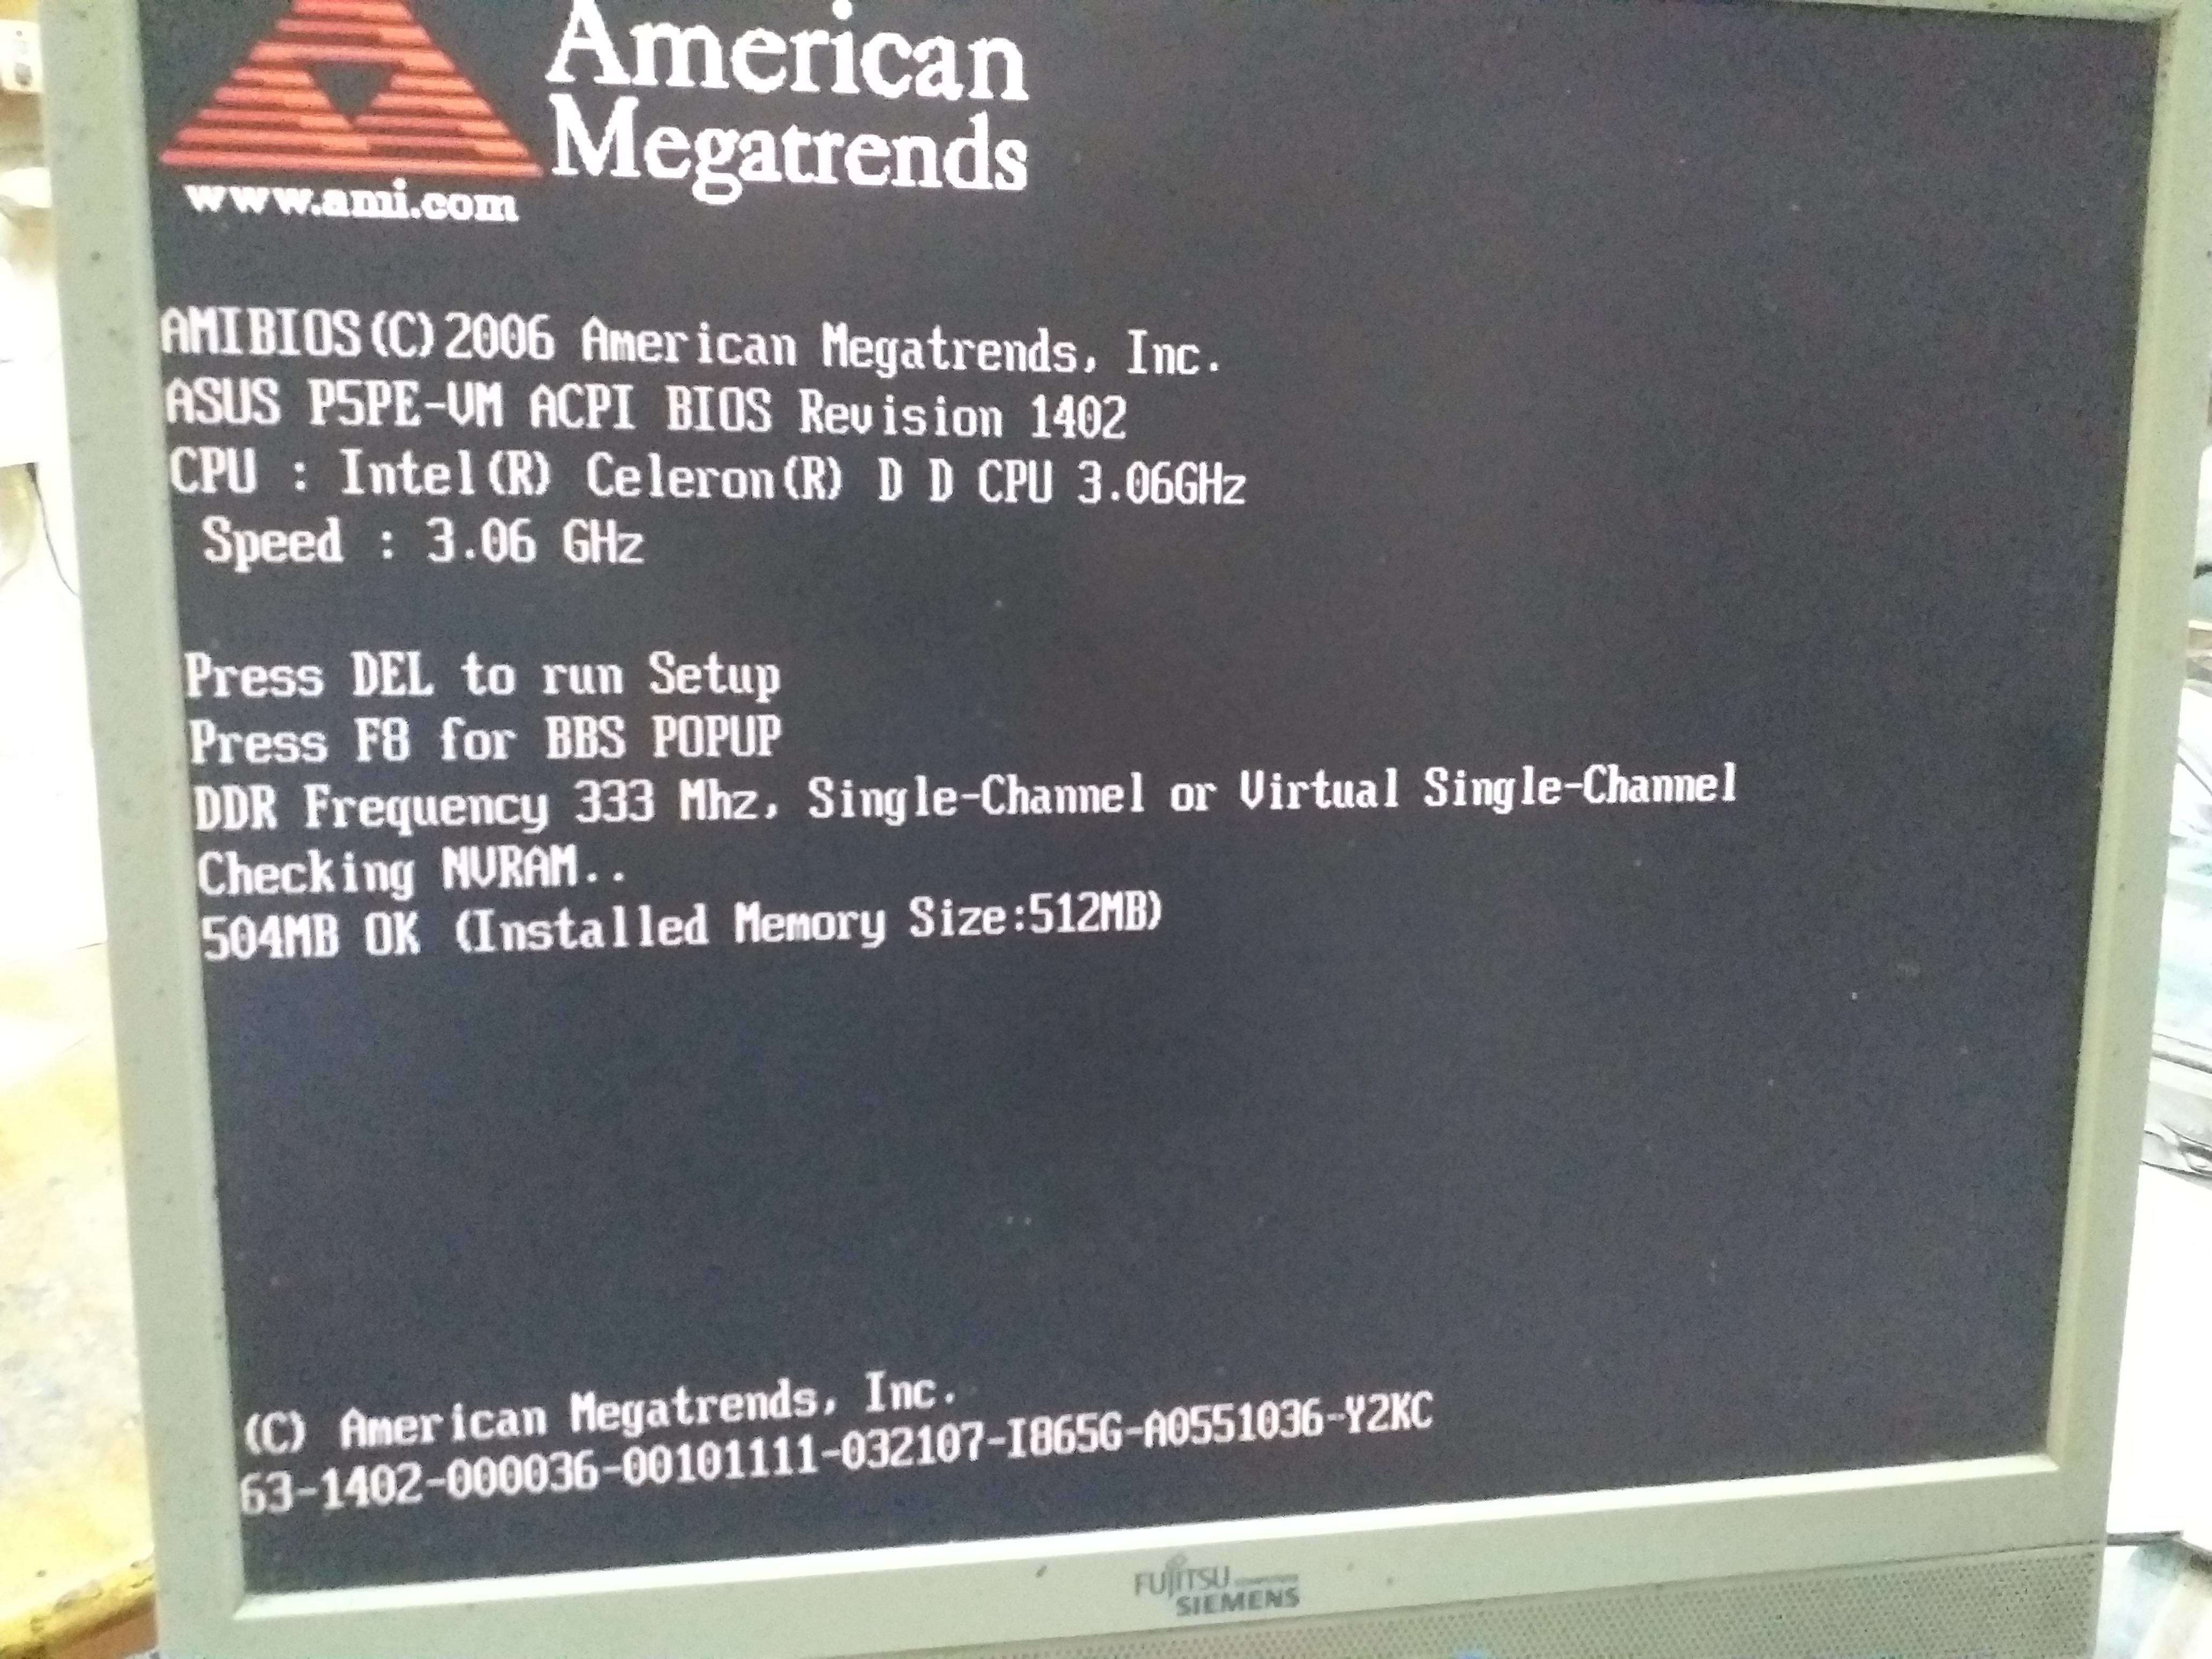 American
Megatrends
www.ami.com
AMIBIOS(C)2006 American Megatrends, Inc.
ASUS P5PE-VM ACPI BIOS Revision 1402
CPU : Intel(R) Celeron(R) D D CPU 3.06GHz
Speed : 3.06 GHz
Press DEL to run Setup
Press F8 for BBS POPUP
DDR Frequency 333 Mhz, Single-Channel or Virtual Single-Channel
Checking NVRAM..
504MB OK (Installed Memory Size:512MB)
(C) American Megatrends, Inc.
63-1402-000036-00101111-032107-I865G-A0551036-Y2KC
FUJITSU
SIEMENS